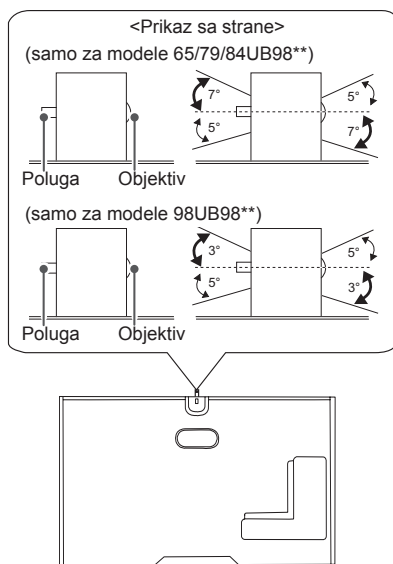 <Prikaz sa strane>
(samo za modele 65/79/84UB98**)
7° 5°
5° 7°
Poluga Objektiv
(samo za modele 98UB98**)
3° 5°
5° 3°
Poluga Objektiv